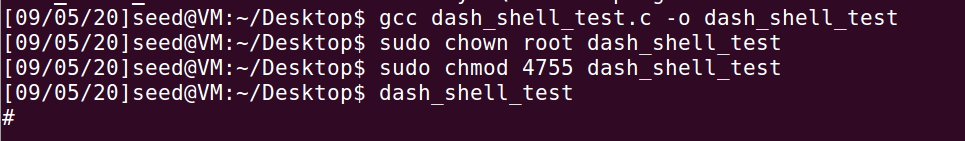 [09/05/20]seed@VM:~/Desktop$ gcc dash_shell_test.c -o dash_shell_test
[09/05/20]seed@VM:~/Desktop$ sudo chown root dash_shell_test
[09/05/20]seed@VM:~/Desktop$ sudo chmod 4755 dash_shell_test
[09/05/20]seed@VM:~/Desktop$ dash_shell_test
#